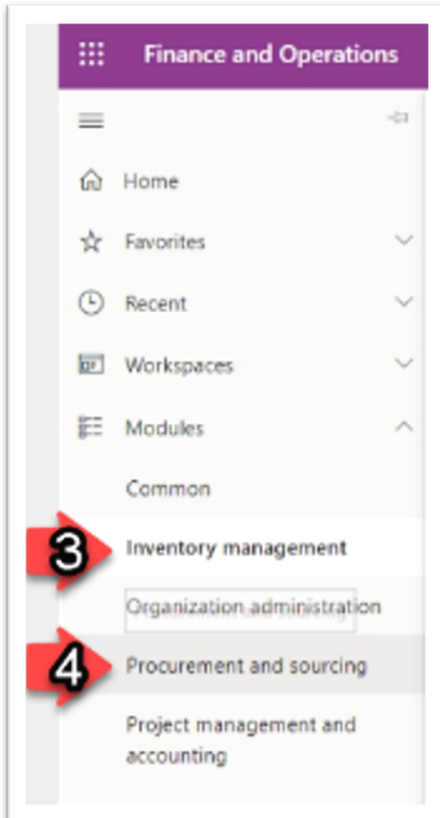 Finance and Operations
Home
Favorites
Recent
Workspaces
Modules
Common
3 Inventory management
Organization administration
4 Procurement and sourcing
Project management and
accounting